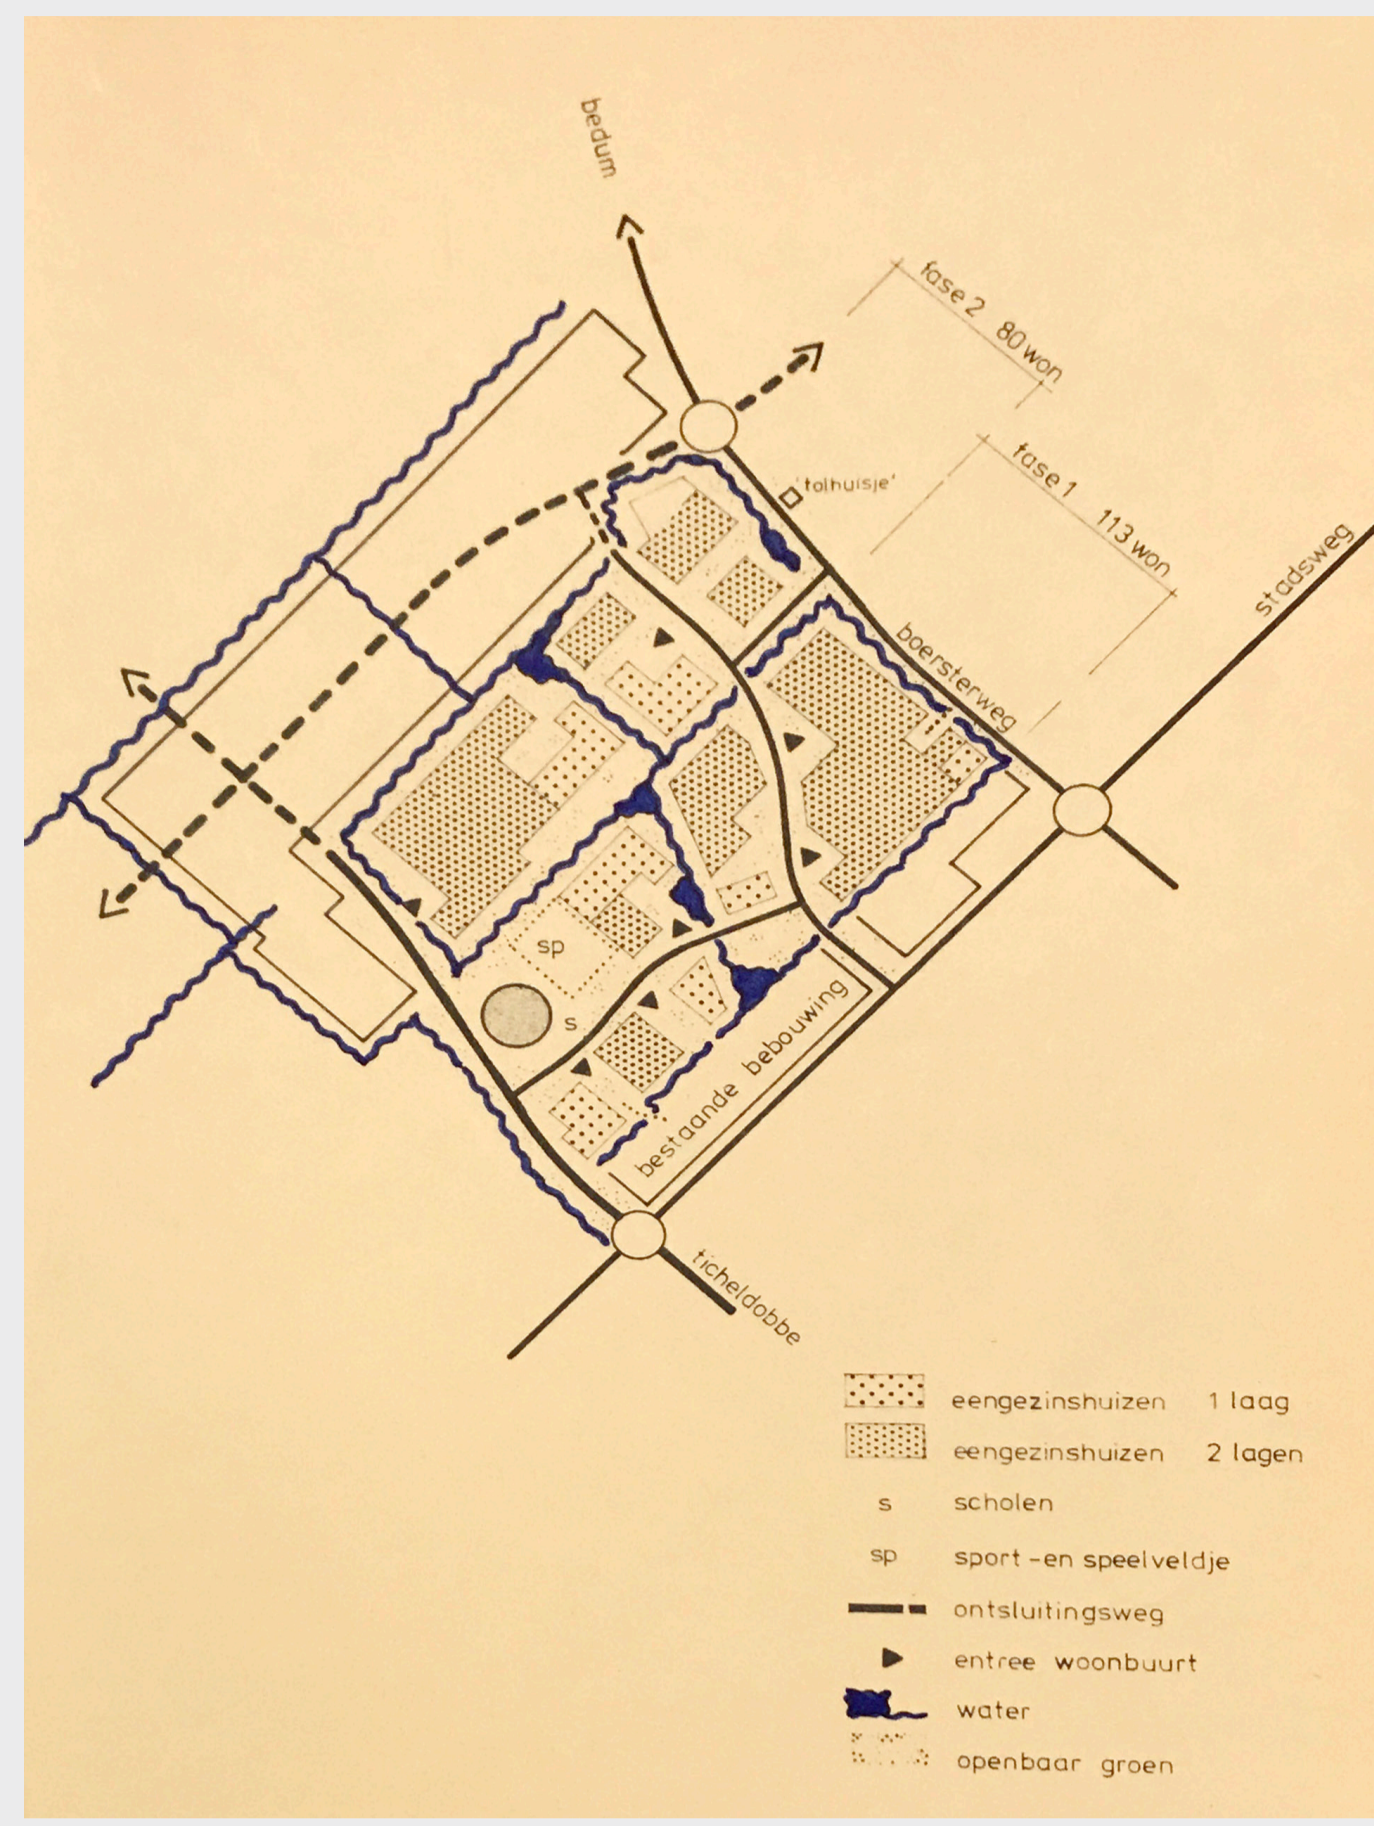 bedum
fase 2 80 won
fase 1 113 won
'tolhuisje'
stadsweg
boersterweg
sp
s
bestaande bebouwing
ticheldobbe
eengezinshuizen 1 laag
eengezinshuizen 2 lagen
s scholen
sp sport-en speelveldje
ontsluitingsweg
entree woonbuurt
water
openbaar groen